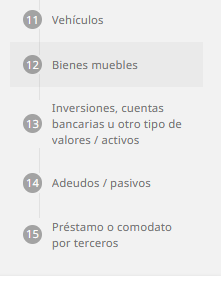 11 Vehículos
12 Bienes muebles
Inversiones, cuentas
13 bancarias u otro tipo de
valores / activos
14 Adeudos / pasivos
15 Préstamo o comodato
por terceros